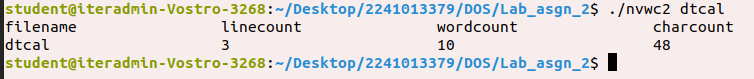 student@iteradmin-Vostro-3268:~/Desktop/2241013379/DOS/Lab_asgn_2$ ./nvwc2 dtcal
filename linecount wordcount charcount
dtcal 3 10 48
student@iteradmin-Vostro-3268:~/Desktop/2241013379/DOS/Lab_asgn_2$